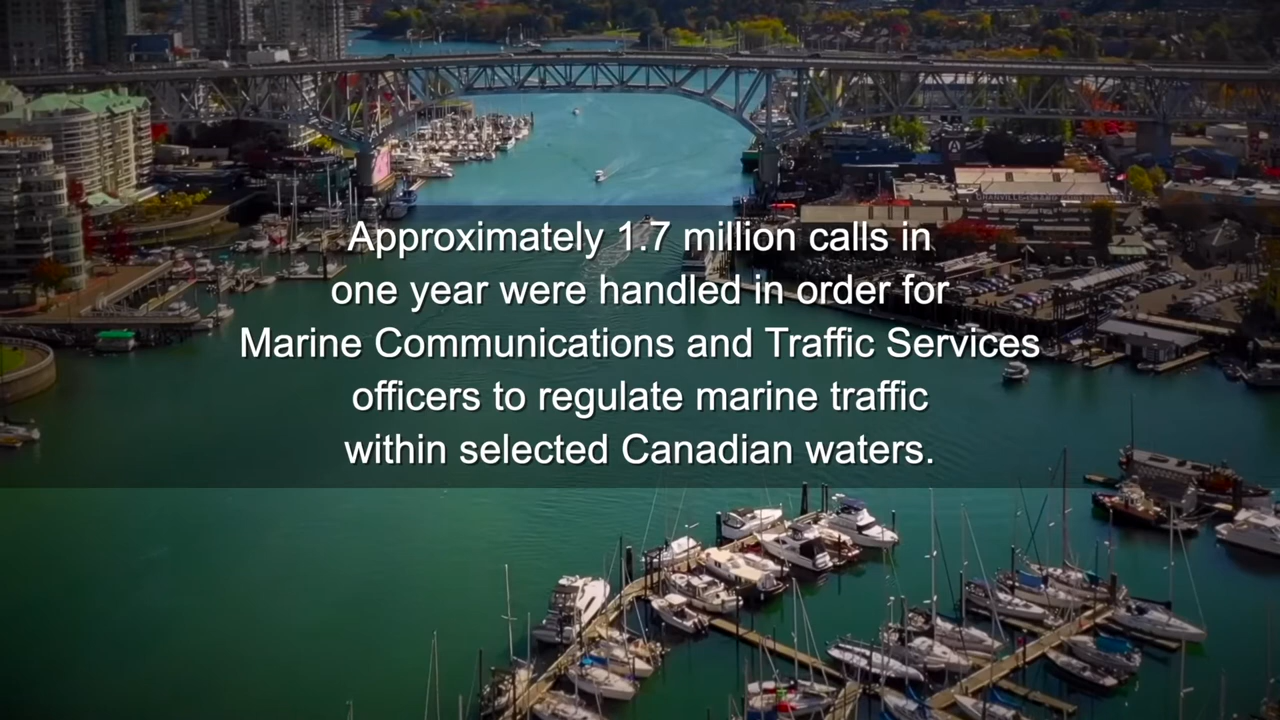 Approximately 1.7 million calls in
one year were handled in order for
Marine Communications and Traffic Services
officers to regulate marine traffic
within selected Canadian waters.